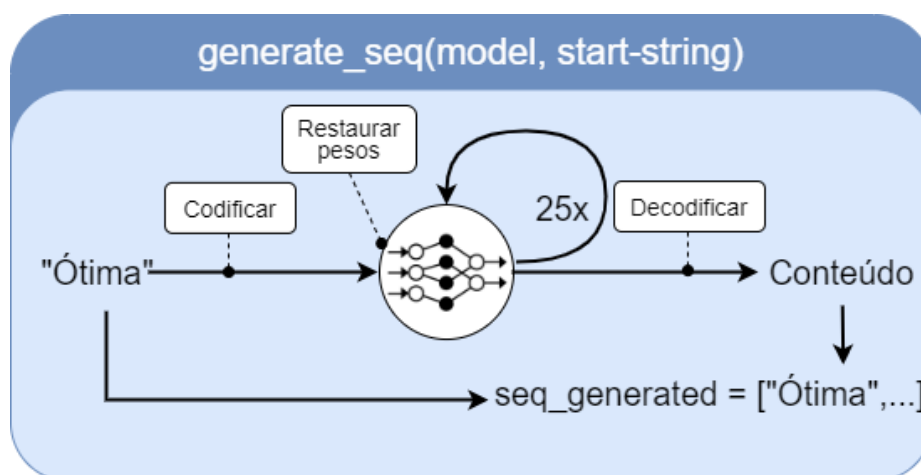 generate_seq(model, start-string)
Restaurar
pesos
Codificar
25x
Decodificar
"Ótima"
Conteúdo
seq_generated = ["Ótima",...]